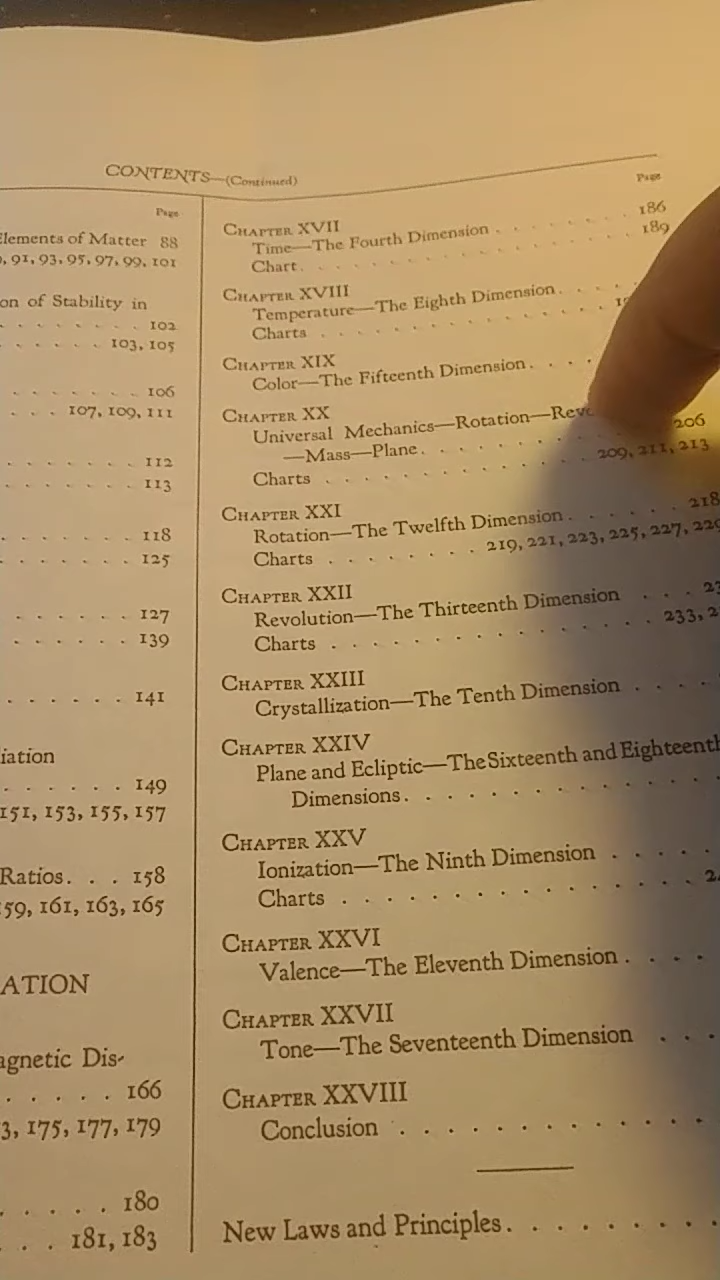 CONTENTS—(Continued)
Page
Elements of Matter 88
91, 93, 95, 97, 99, 101
on of Stability in
102
103, 105
106
107, 109, 111
112
113
118
125
127
139
141
149
151, 153, 155, 157
Ratios. . . 158
159, 161, 163, 165
166
175, 177, 179
180
181, 183
Page
CHAPTER XVII
Time—The Fourth Dimension . . . . . . . 186
Chart . . . . . . . . . . . . . . . . 189
CHAPTER XVIII
Temperature—The Eighth Dimension . . . .
Charts . . . . . . . . . . . . . . .
CHAPTER XIX
Color—The Fifteenth Dimension . . . .
CHAPTER XX
Universal Mechanics—Rotation—
—Mass—Plane . . . . . . . . . . . 206
Charts . . . . . . . . . . . . 209, 211, 213
CHAPTER XXI
Rotation—The Twelfth Dimension . . . . . . 218
Charts . . . . . . . . 219, 221, 223, 225, 227,
CHAPTER XXII
Revolution—The Thirteenth Dimension . . .
Charts . . . . . . . . . . . . . . . 233,
CHAPTER XXIII
Crystallization—The Tenth Dimension . . . .
CHAPTER XXIV
Plane and Ecliptic—The Sixteenth and Eighteenth
Dimensions . . . . . . . . . . . . .
CHAPTER XXV
Ionization—The Ninth Dimension . . . .
Charts . . . . . . . . . . . . . . .
CHAPTER XXVI
Valence—The Eleventh Dimension . . . .
CHAPTER XXVII
Tone—The Seventeenth Dimension . . .
CHAPTER XXVIII
Conclusion . . . . . . . . . . . . .
New Laws and Principles . . . . . . . . .